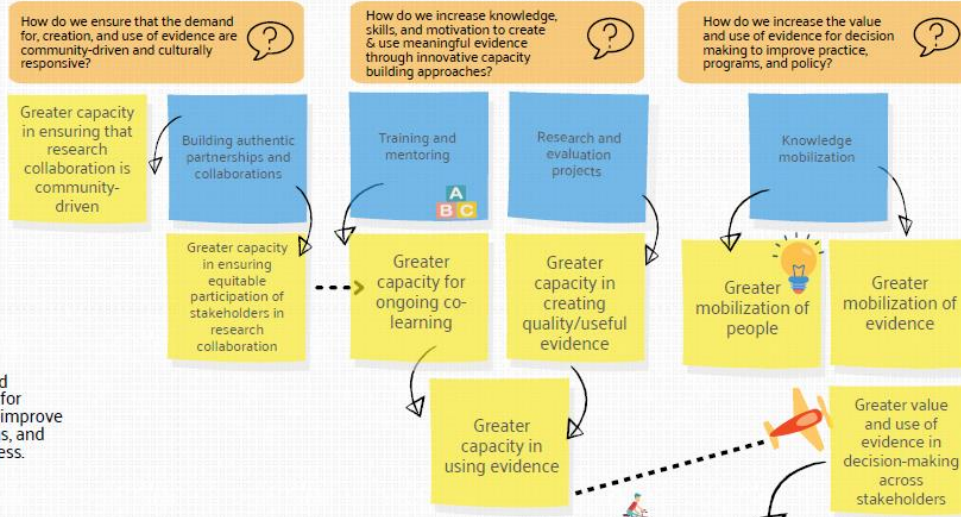 How do we ensure that the demand
for, creation, and use of evidence are
community-driven and culturally
responsive?
?
How do we increase knowledge,
skills, and motivation to create
& use meaningful evidence
through innovative capacity
building approaches?
?
How do we increase the value
and use of evidence for decision
making to improve practice,
programs, and policy?
?
Greater capacity
in ensuring that
research
collaboration is
community-
driven
Building authentic
partnerships and
collaborations
Training and
mentoring
A
B C
Research and
evaluation
projects
Knowledge
mobilization
Greater capacity
in ensuring
equitable
participation of
stakeholders in
research
collaboration
Greater
capacity for
ongoing co-
learning
Greater
capacity in
creating
quality/useful
evidence
Greater
mobilization of
people
Greater
mobilization of
evidence
d
for
improve
s, and
ess.
Greater
capacity in
using evidence
Greater value
and use of
evidence in
decision-making
across
stakeholders